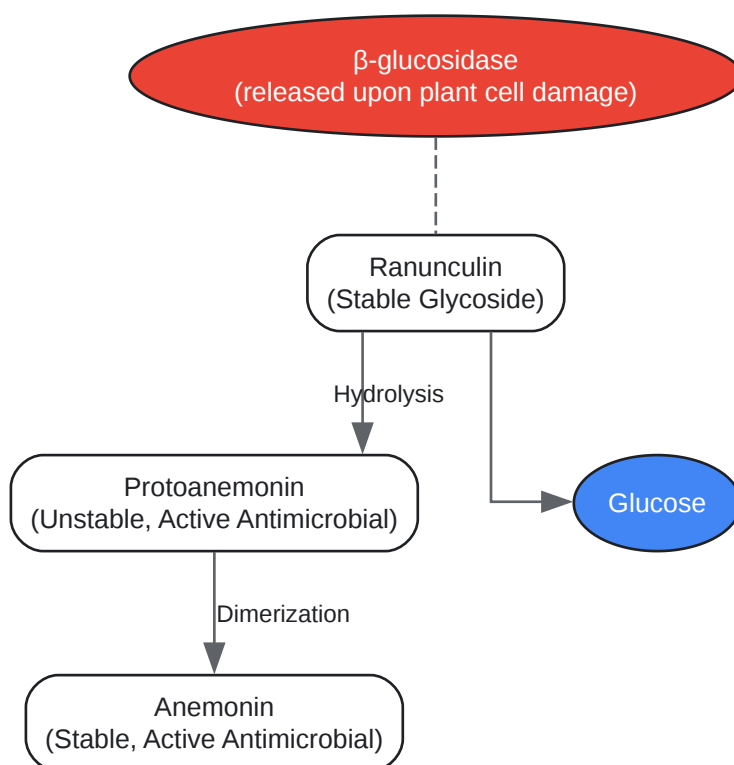 β-glucosidase
(released upon plant cell damage)
Ranunculin
(Stable Glycoside)
Hydrolysis
Protoanemonin
(Unstable, Active Antimicrobial)
Glucose
Dimerization
Anemonin
(Stable, Active Antimicrobial)